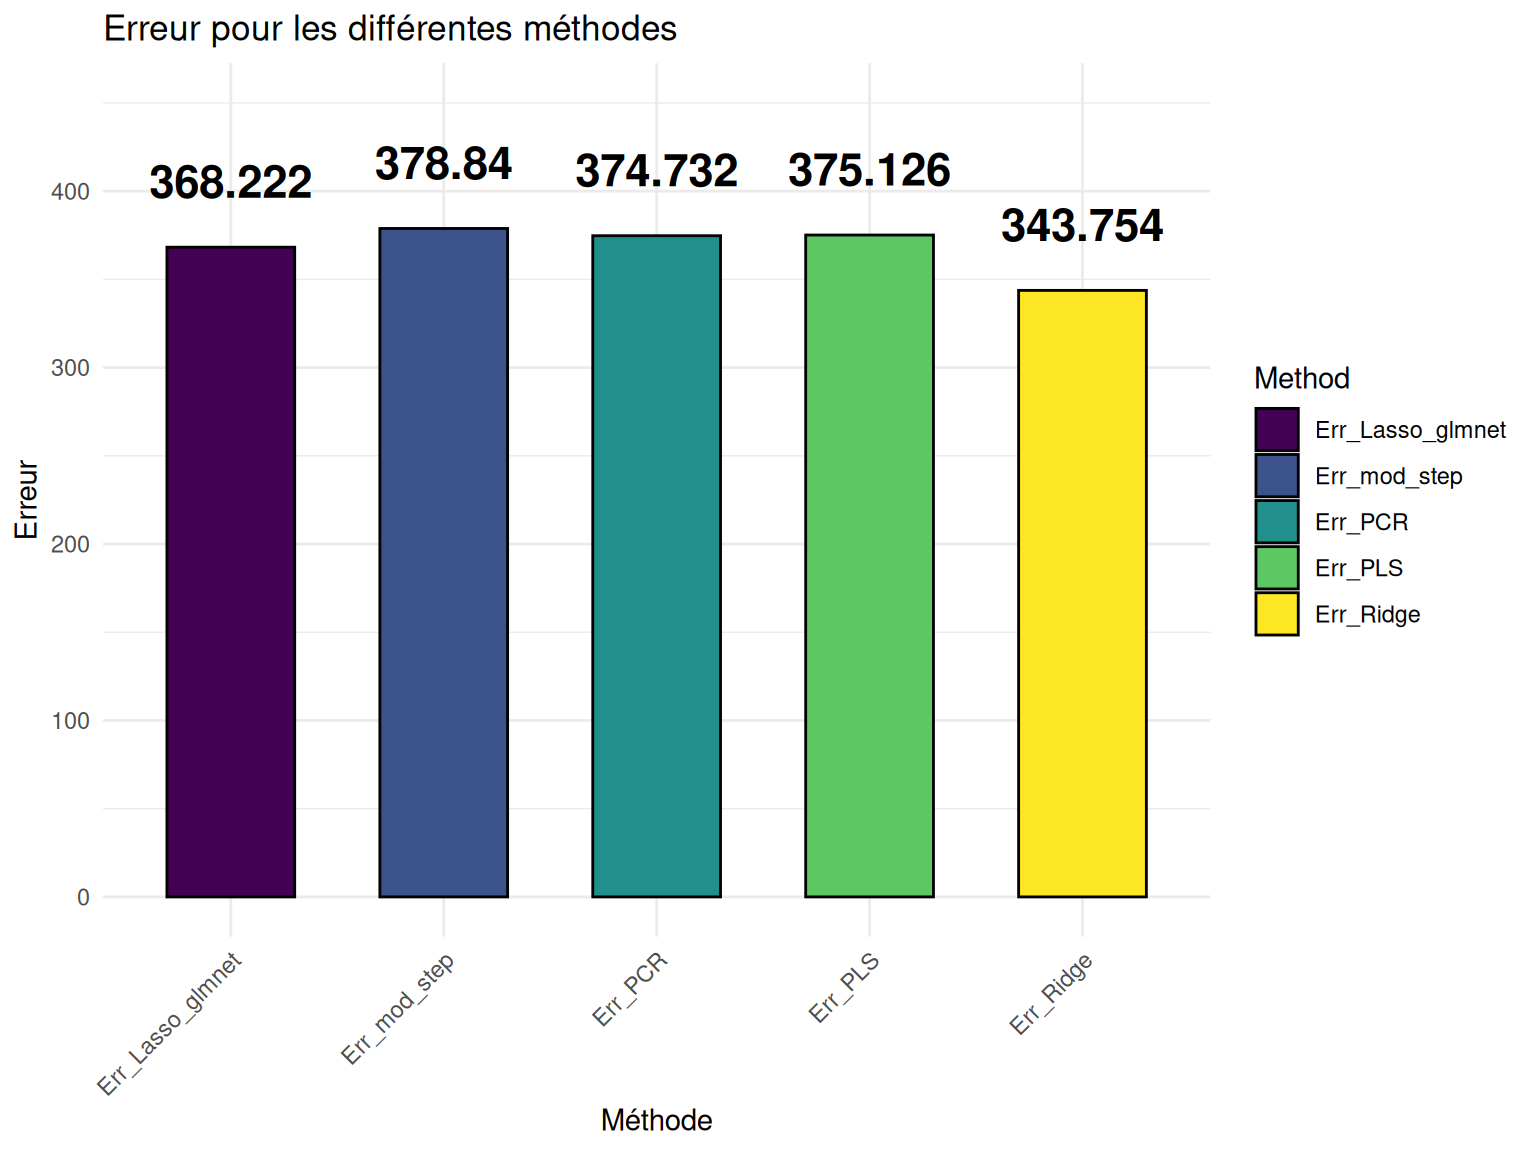 Erreur pour les différentes méthodes
368.222
378.84
374.732
375.126
343.754
400
300
200
100
0
Erreur
Err_Lasso_glmnet
Err_mod_step
Err_PCR
Err_PLS
Err_Ridge
Méthode
Method
Err_Lasso_glmnet
Err_mod_step
Err_PCR
Err_PLS
Err_Ridge